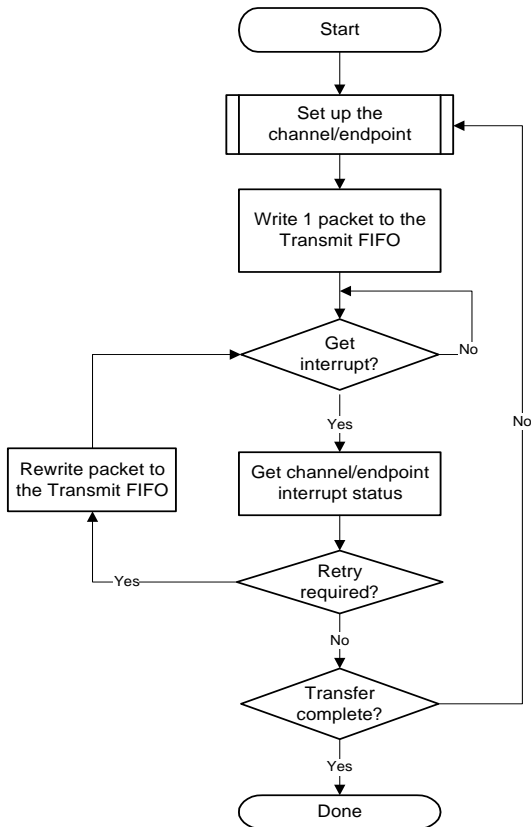 Start
Set up the
channel/endpoint
Write 1 packet to the
Transmit FIFO
Get
interrupt?
No
Yes
Rewrite packet to
the Transmit FIFO
Get channel/endpoint
interrupt status
No
Retry
required?
Yes
No
Transfer
complete?
Yes
Done